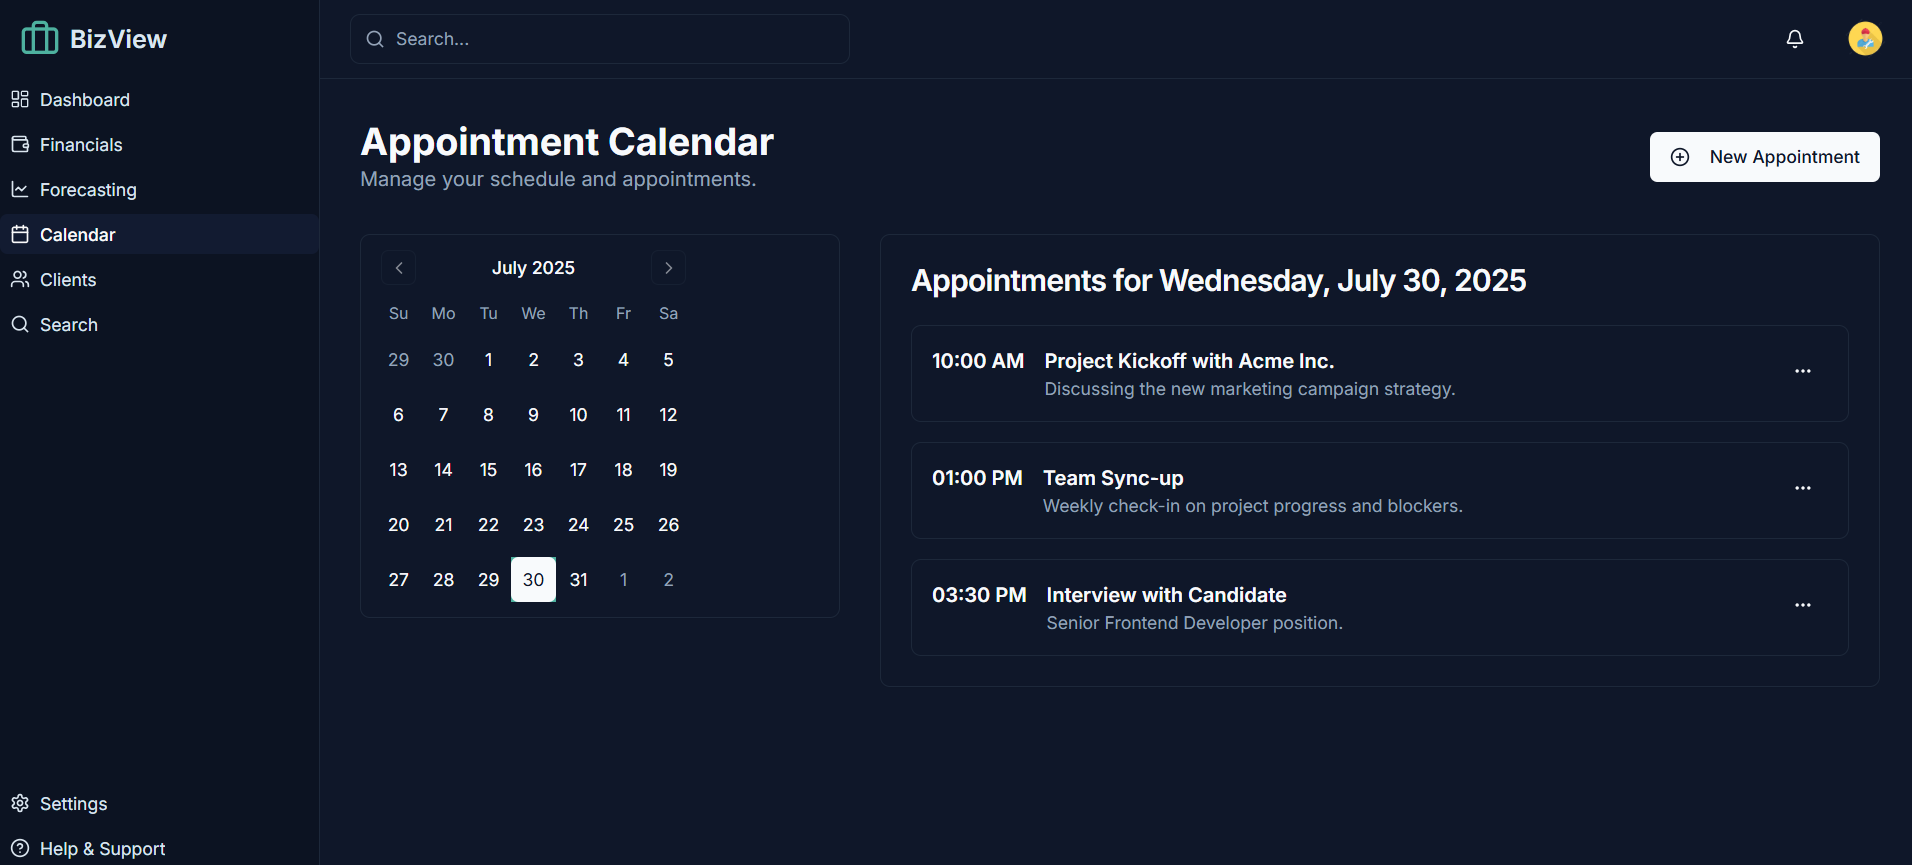 BizView
Dashboard
Financials
Forecasting
Calendar
Clients
Search
Settings
Help & Support
Search...
Appointment Calendar
Manage your schedule and appointments.
New Appointment
July 2025
Su Mo Tu We Th Fr Sa
29 30 1 2 3 4 5
6 7 8 9 10 11 12
13 14 15 16 17 18 19
20 21 22 23 24 25 26
27 28 29 30 31 1 2
Appointments for Wednesday, July 30, 2025
10:00 AM Project Kickoff with Acme Inc.
Discussing the new marketing campaign strategy.
01:00 PM Team Sync-up
Weekly check-in on project progress and blockers.
03:30 PM Interview with Candidate
Senior Frontend Developer position.